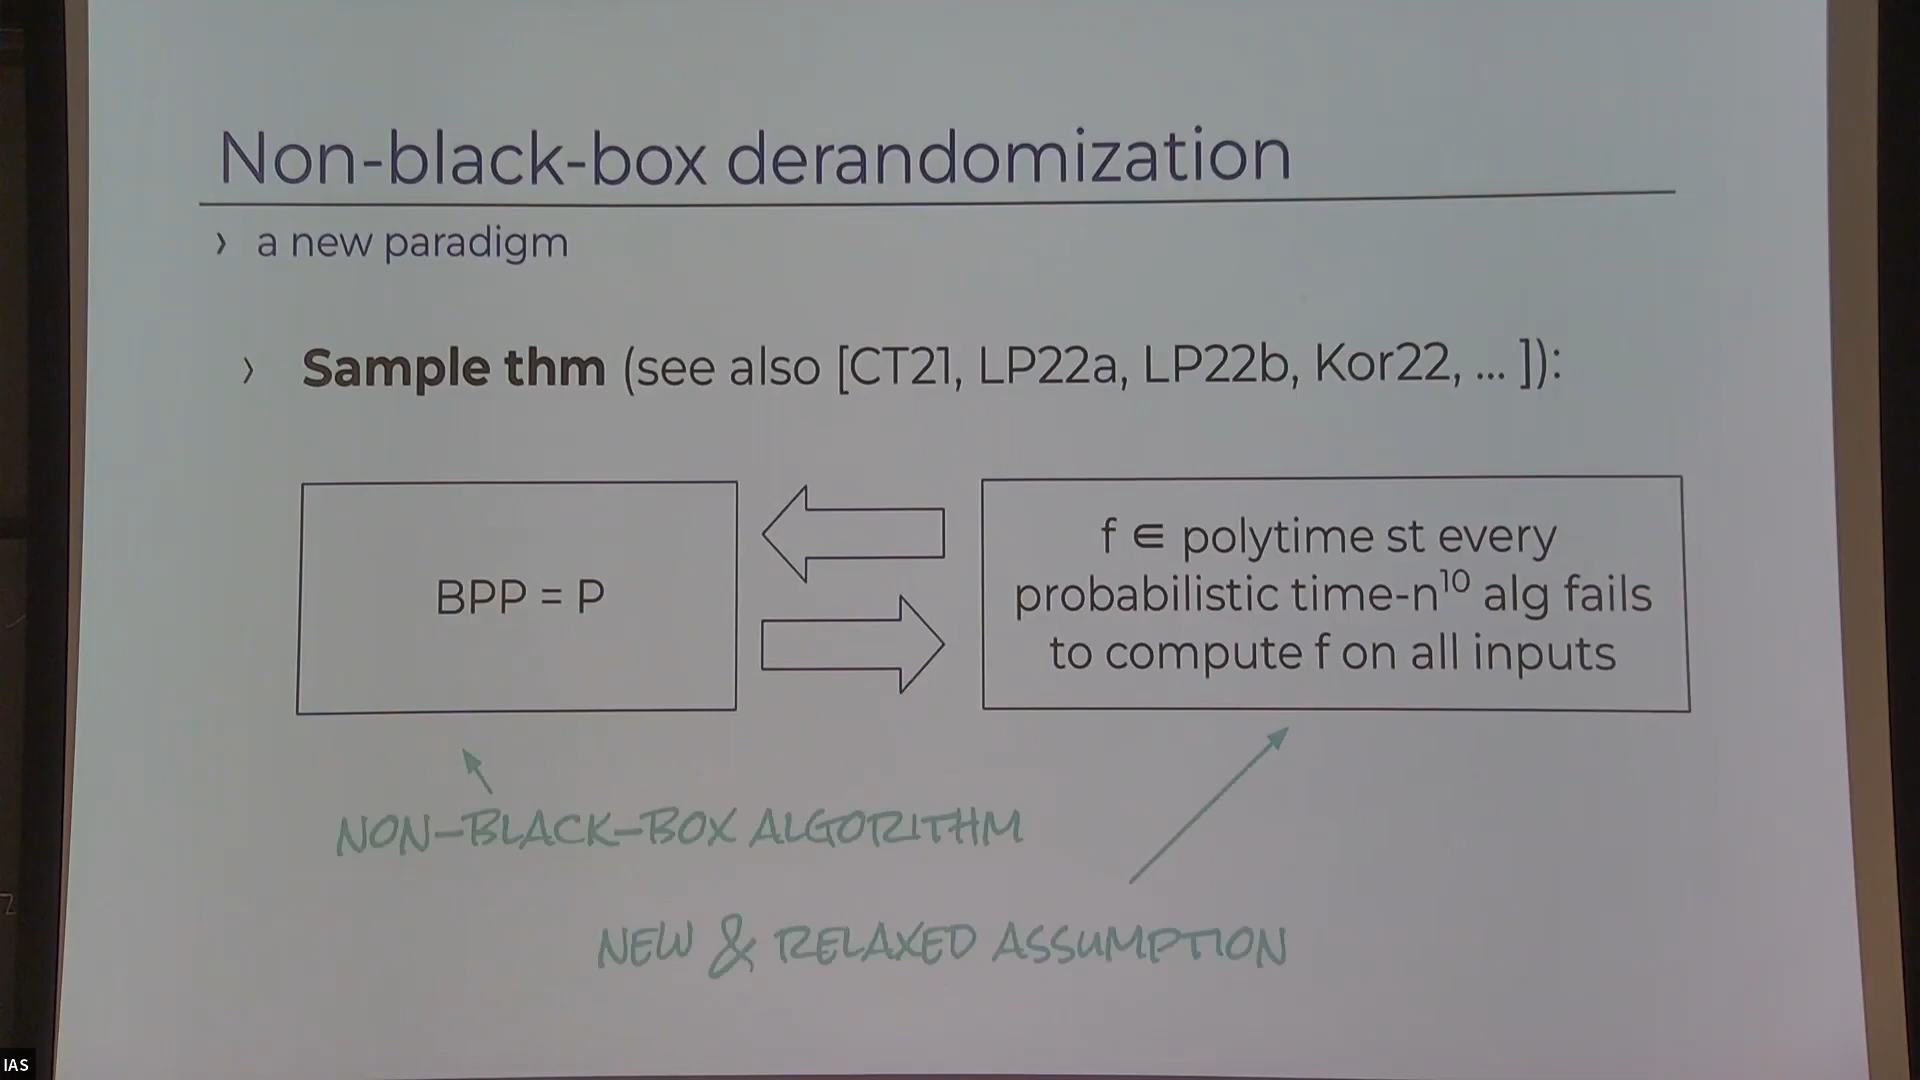 Non-black-box derandomization
› a new paradigm
› Sample thm (see also [CT21, LP22a, LP22b, Kor22, ... ]):
BPP = P
f ∈ polytime st every
probabilistic time-n¹⁰ alg fails
to compute f on all inputs
NON-BLACK-BOX ALGORITHM
NEW & RELAXED ASSUMPTION
IAS